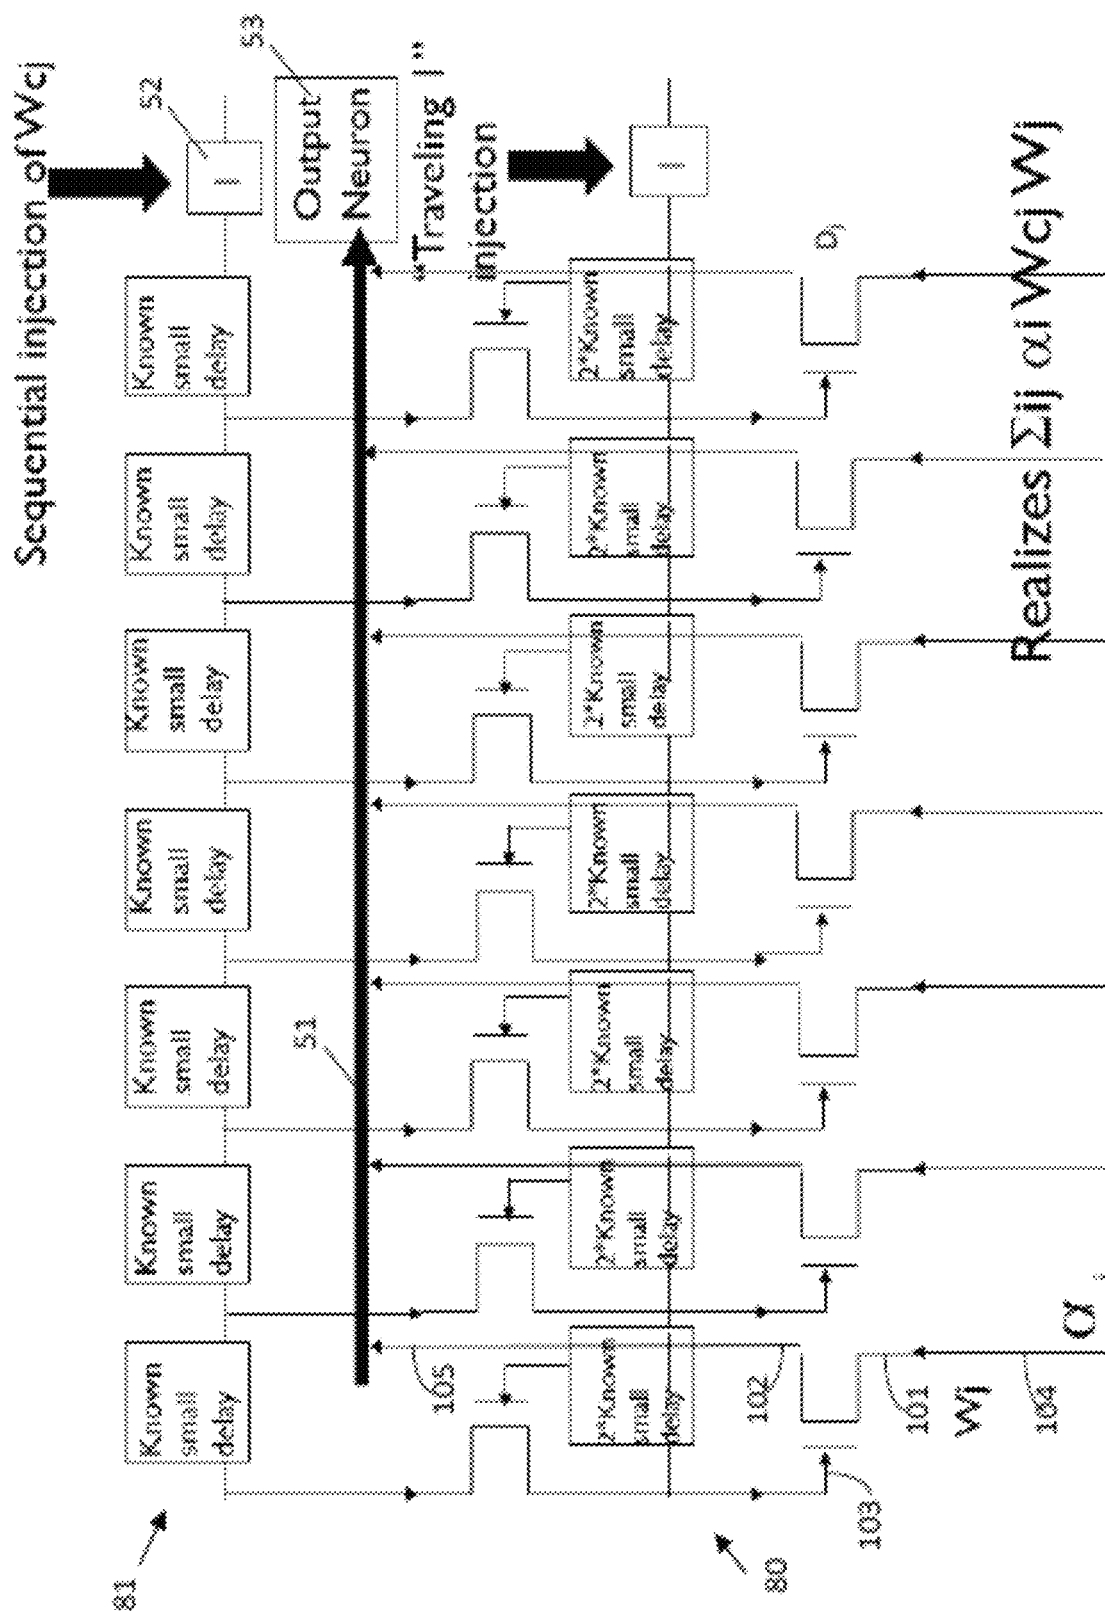 Sequential injection of Wcj
81
52
53
Known
small
delay
Known
small
delay
Known
small
delay
Known
small
delay
Known
small
delay
Known
small
delay
Known
small
delay
I
51
Output
Neuron
"Traveling I"
injection
105
2*Known
small
delay
2*Known
small
delay
2*Known
small
delay
2*Known
small
delay
2*Known
small
delay
2*Known
small
delay
2*Known
small
delay
I
80
102
103
Dj
101
Wj
104
α
Realizes Σij αi Wcj Wj